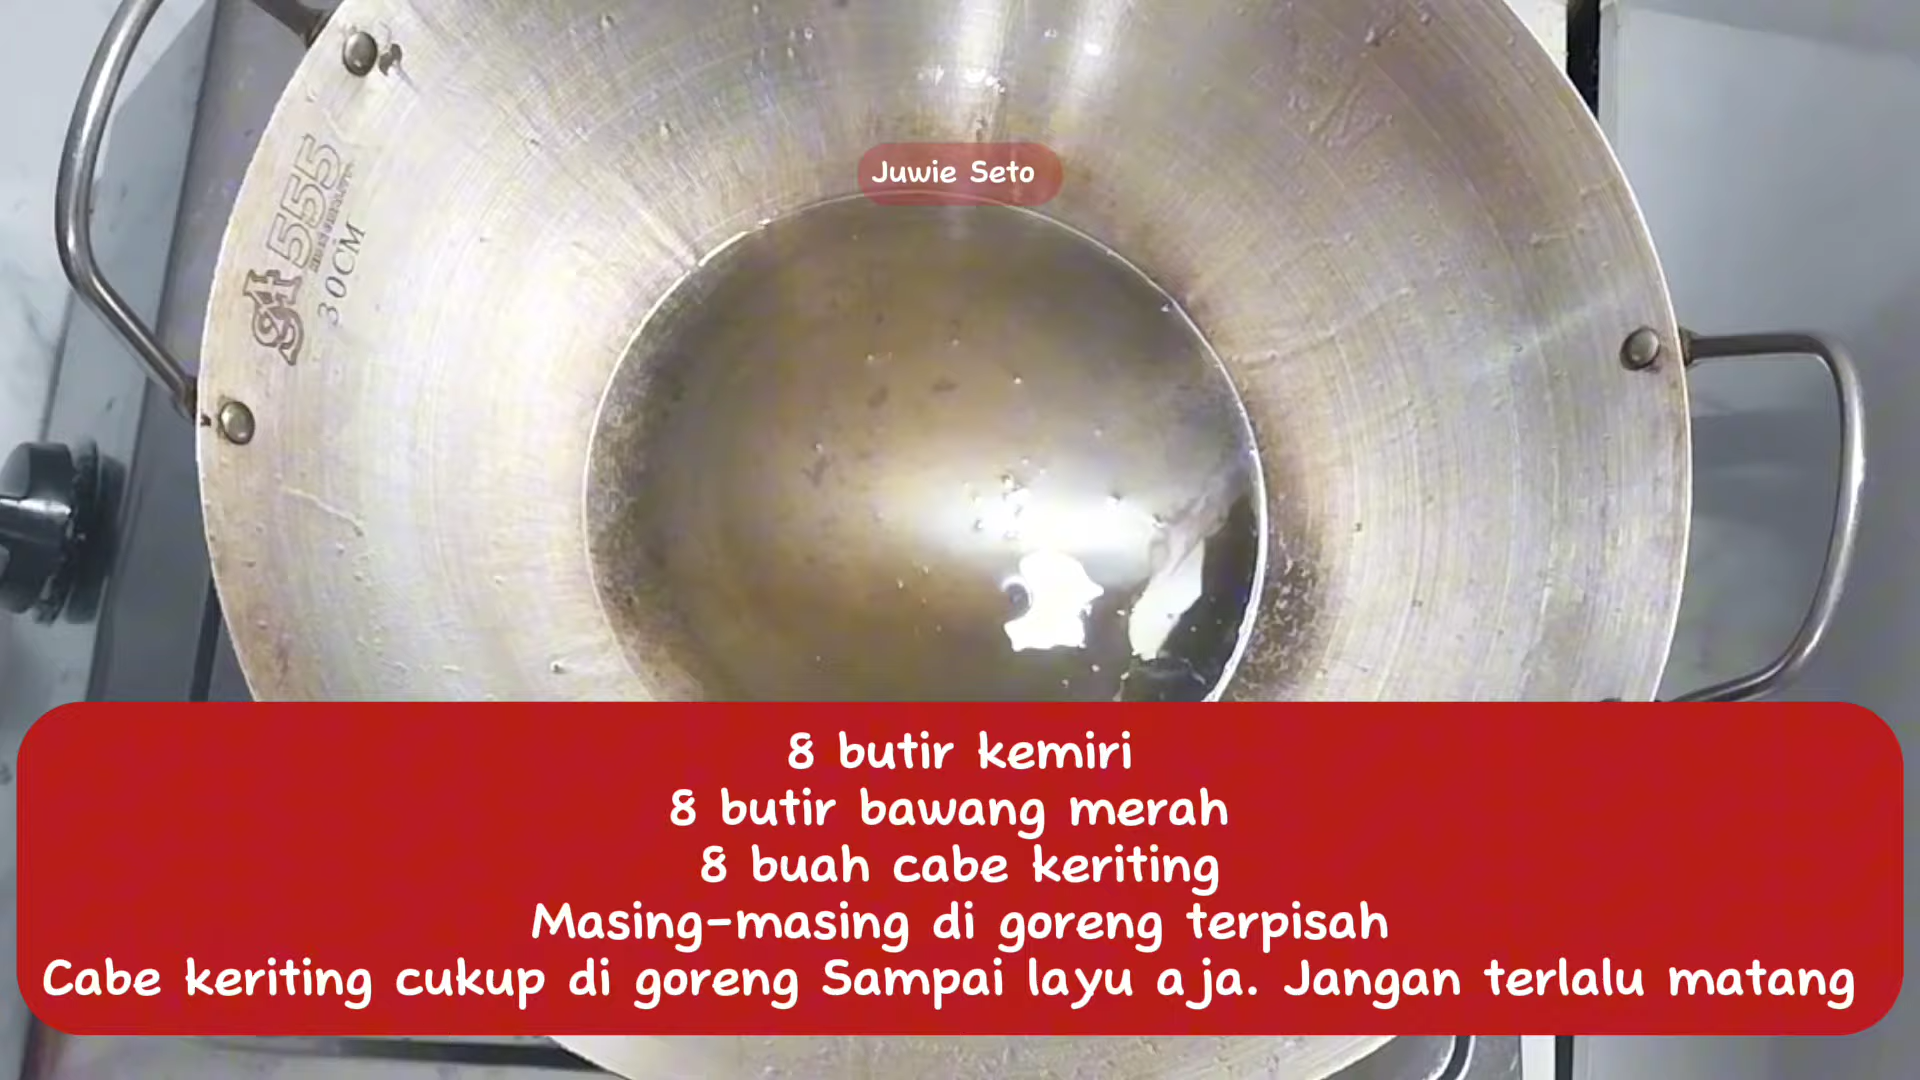 SA 555
30CM
Juwie Seto
8 butir kemiri
8 butir bawang merah
8 buah cabe keriting
Masing-masing di goreng terpisah
Cabe keriting cukup di goreng Sampai layu aja. Jangan terlalu matang